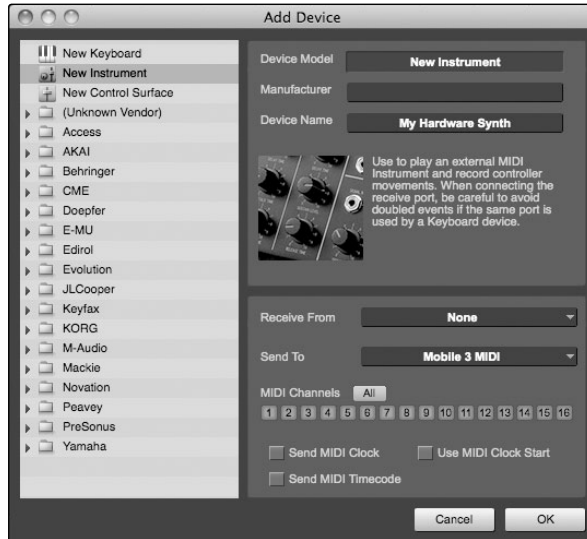 Add Device
New Keyboard
New Instrument
New Control Surface
(Unknown Vendor)
Access
AKAI
Behringer
CME
Doepfer
E-MU
Edirol
Evolution
JLCooper
Keyfax
KORG
M-Audio
Mackie
Novation
Peavey
PreSonus
Yamaha
Device Model New Instrument
Manufacturer
Device Name My Hardware Synth
Use to play an external MIDI
Instrument and record controller
movements. When connecting the
receive port, be careful to avoid
doubled events if the same port is
used by a Keyboard device.
Receive From None
Send To Mobile 3 MIDI
MIDI Channels All
1 2 3 4 5 6 7 8 9 10 11 12 13 14 15 16
Send MIDI Clock Use MIDI Clock Start
Send MIDI Timecode
Cancel OK